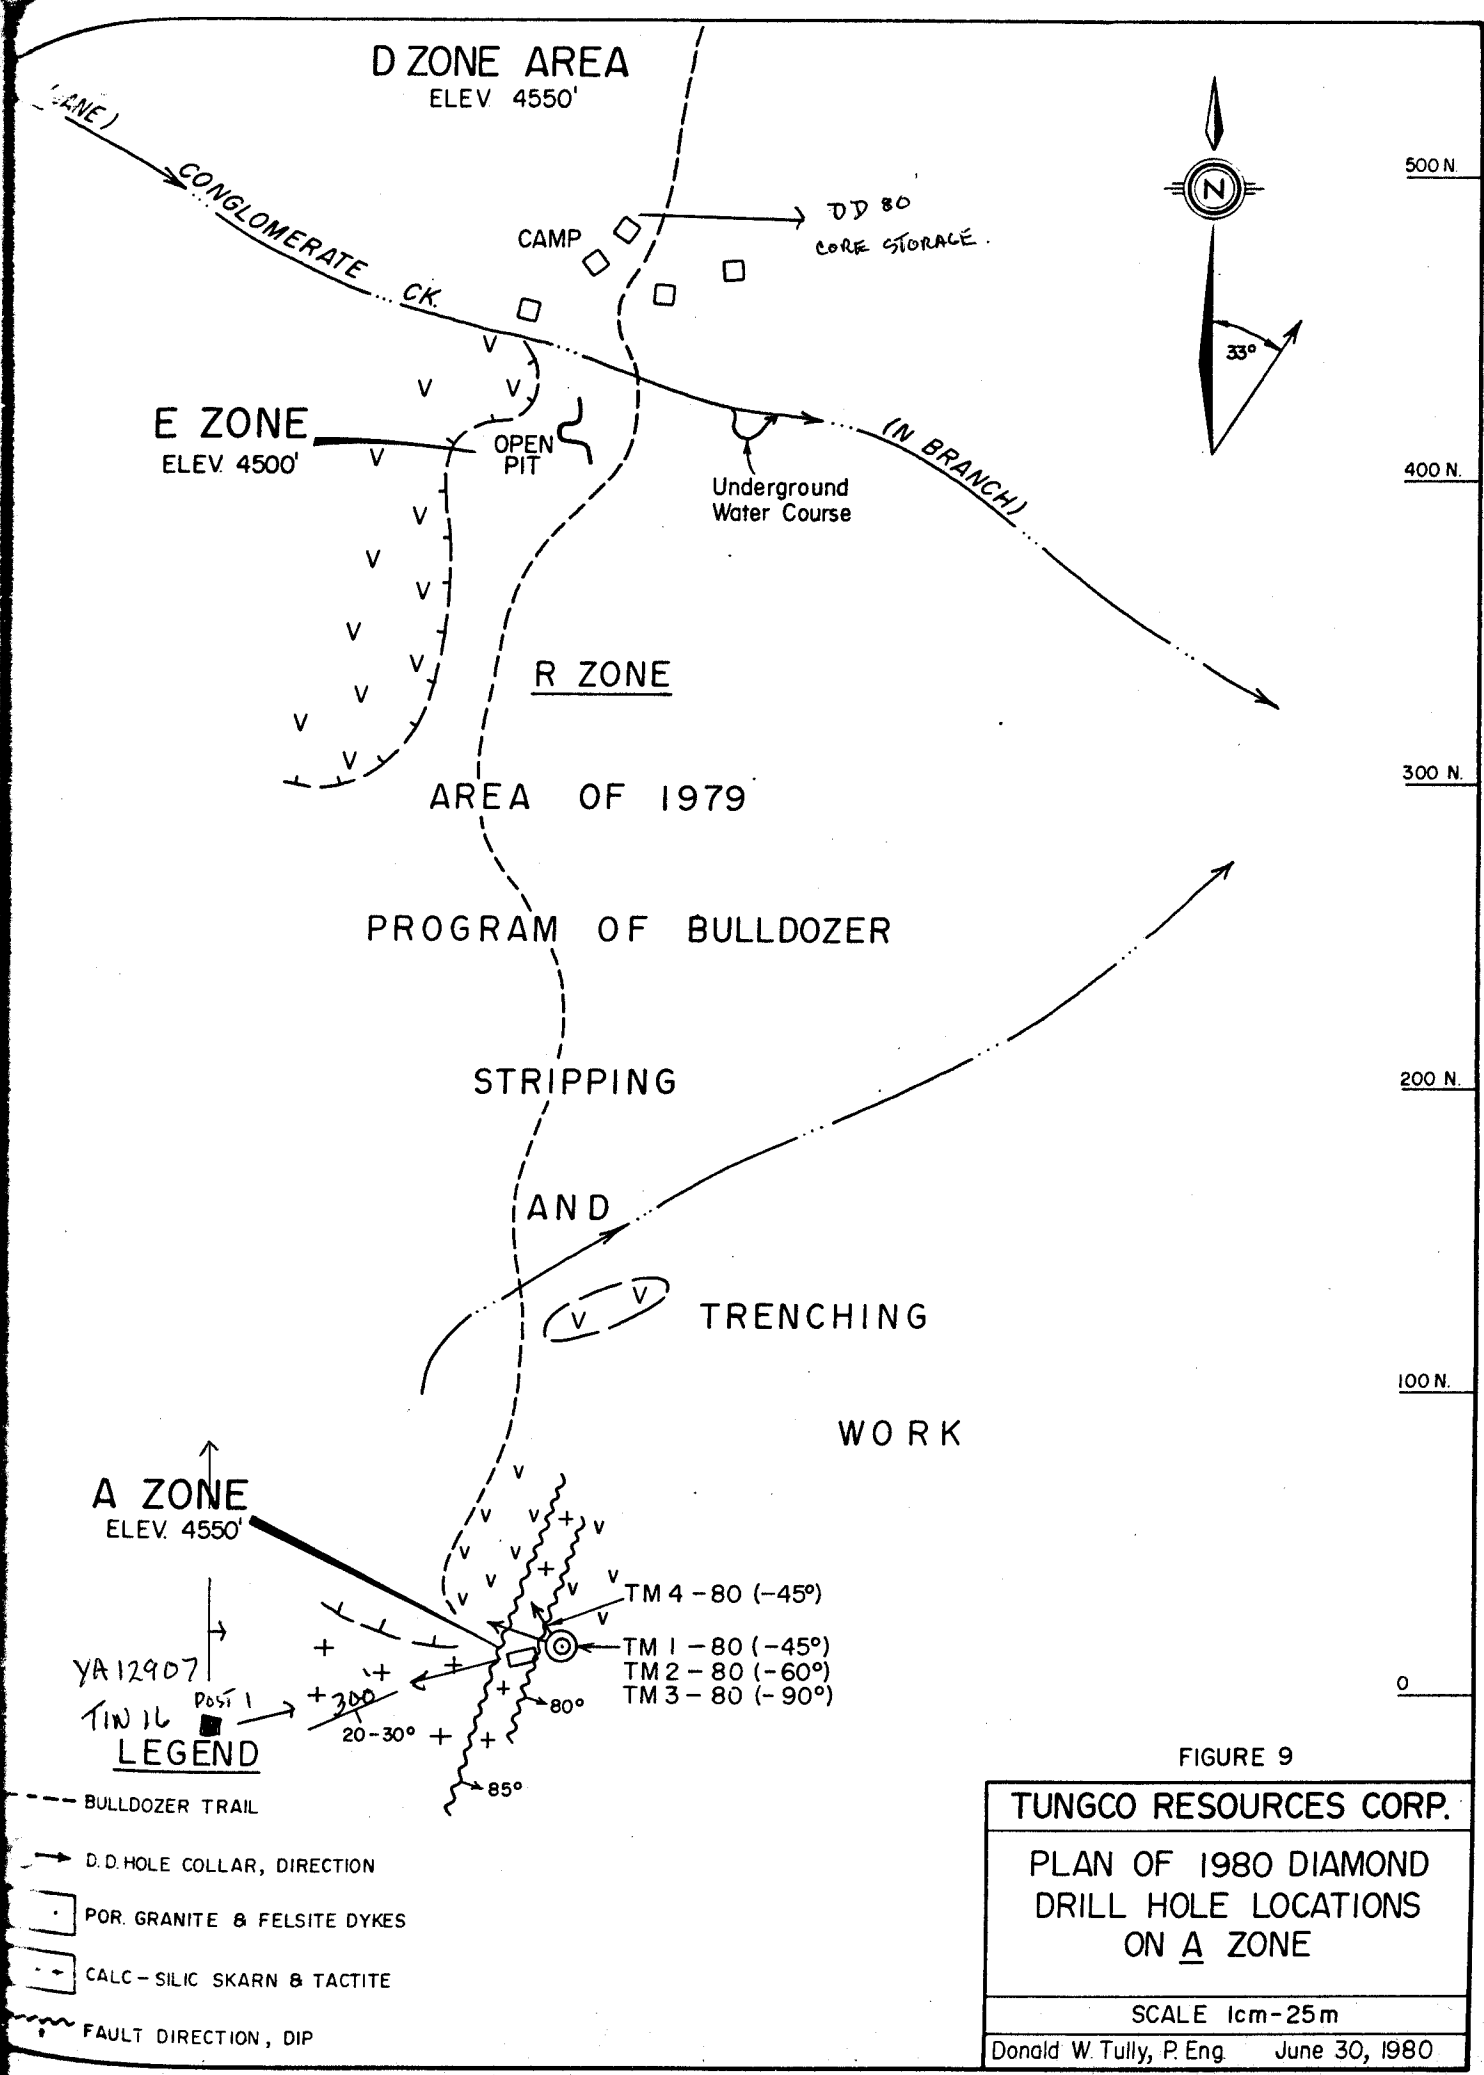 D ZONE AREA
ELEV. 4550'
CONGLOMERATE CK.
CAMP
DD 80
CORE STORAGE.
N
33°
500 N.
E ZONE
ELEV. 4500'
OPEN
PIT
Underground
Water Course
(N BRANCH)
400 N.
R ZONE
300 N.
AREA OF 1979
PROGRAM OF BULLDOZER
STRIPPING
200 N.
AND
TRENCHING
100 N.
WORK
A ZONE
ELEV. 4550'
TM 4-80 (-45°)
TM 1-80 (-45°)
TM 2-80 (-60°)
TM 3-80 (-90°)
YA12907
TIN 16
POST 1
300'
20-30°
80°
85°
0
LEGEND
BULLDOZER TRAIL
D.D. HOLE COLLAR, DIRECTION
POR. GRANITE & FELSITE DYKES
CALC-SILIC SKARN & TACTITE
FAULT DIRECTION, DIP
FIGURE 9
TUNGCO RESOURCES CORP.
PLAN OF 1980 DIAMOND
DRILL HOLE LOCATIONS
ON A ZONE
SCALE 1cm-25m
Donald W. Tully, P. Eng. June 30, 1980